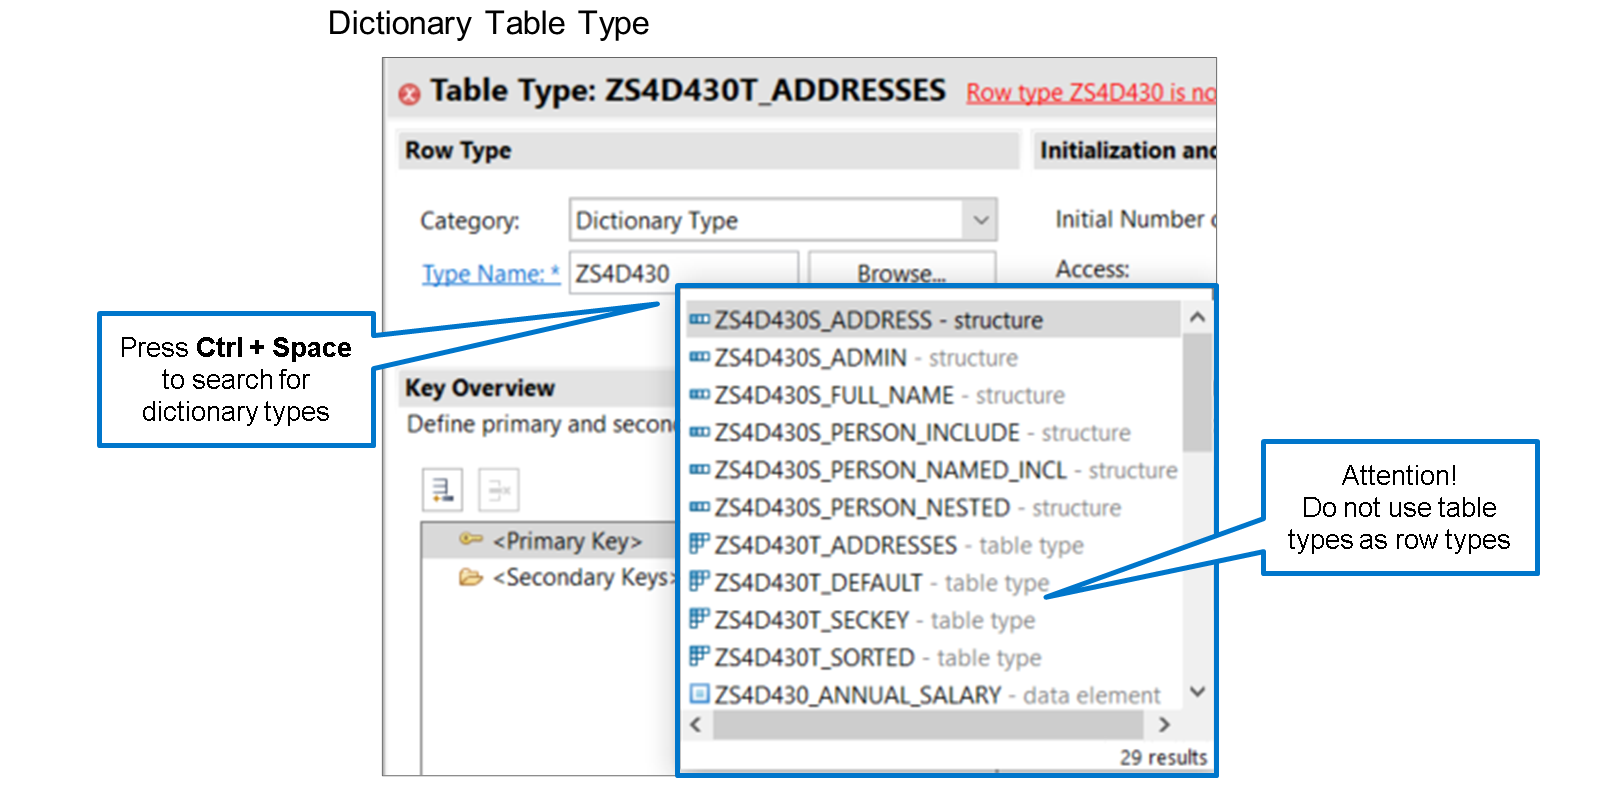 Dictionary Table Type
Table Type: ZS4D430T_ADDRESSES
Row type ZS4D430 is no
Row Type
Initialization and
Category:
Dictionary Type
Initial Number
Type Name: *
ZS4D430
Browse...
Access:
Press Ctrl + Space
to search for
dictionary types
ZS4D430S_ADDRESS - structure
ZS4D430S_ADMIN - structure
ZS4D430S_FULL_NAME - structure
ZS4D430S_PERSON_INCLUDE - structure
ZS4D430S_PERSON_NAMED_INCL - structure
ZS4D430S_PERSON_NESTED - structure
ZS4D430T_ADDRESSES - table type
ZS4D430T_DEFAULT - table type
ZS4D430T_SECKEY - table type
ZS4D430T_SORTED - table type
ZS4D430_ANNUAL_SALARY - data element
29 results
Key Overview
Define primary and secon
<Primary Key>
<Secondary Keys>
Attention!
Do not use table
types as row types